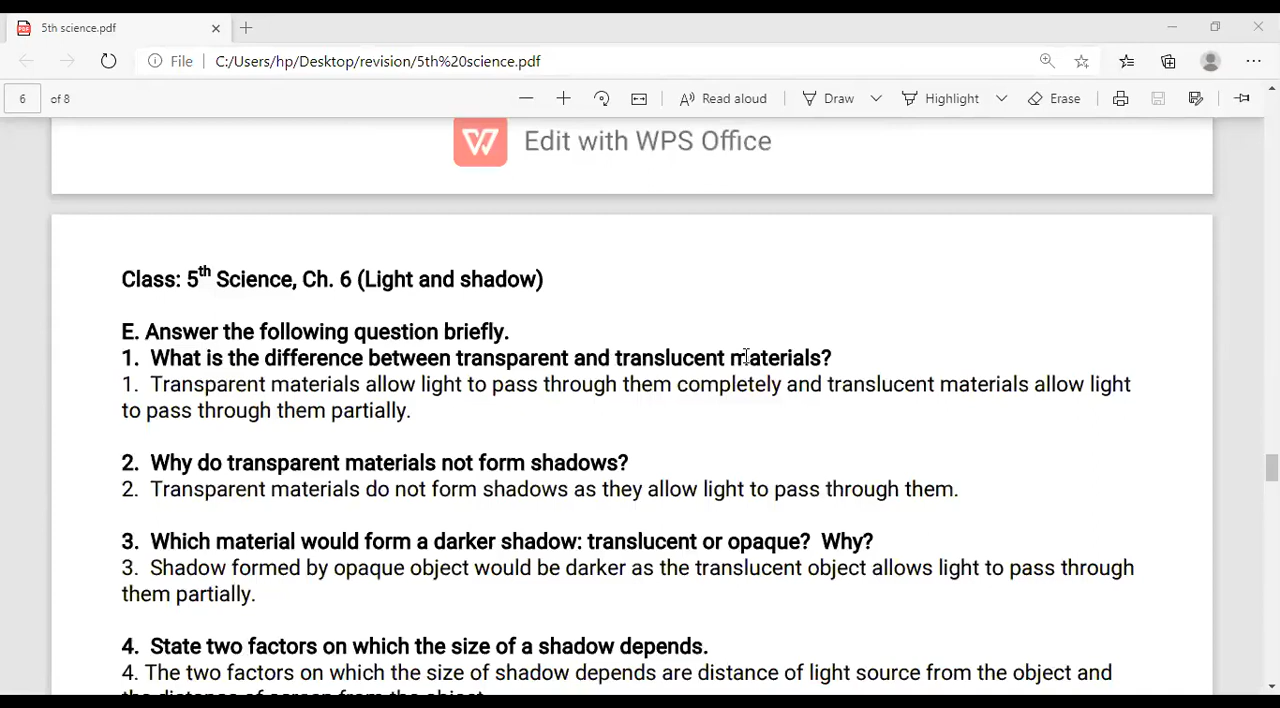 5th science.pdf
File C:/Users/hp/Desktop/revision/5th%20science.pdf
6 of 8 Read aloud Draw Highlight Erase
Edit with WPS Office
Class: 5th Science, Ch. 6 (Light and shadow)
E. Answer the following question briefly.
1. What is the difference between transparent and translucent materials?
1. Transparent materials allow light to pass through them completely and translucent materials allow light
to pass through them partially.
2. Why do transparent materials not form shadows?
2. Transparent materials do not form shadows as they allow light to pass through them.
3. Which material would form a darker shadow: translucent or opaque? Why?
3. Shadow formed by opaque object would be darker as the translucent object allows light to pass through
them partially.
4. State two factors on which the size of a shadow depends.
4. The two factors on which the size of shadow depends are distance of light source from the object and
the distance of screen from the object